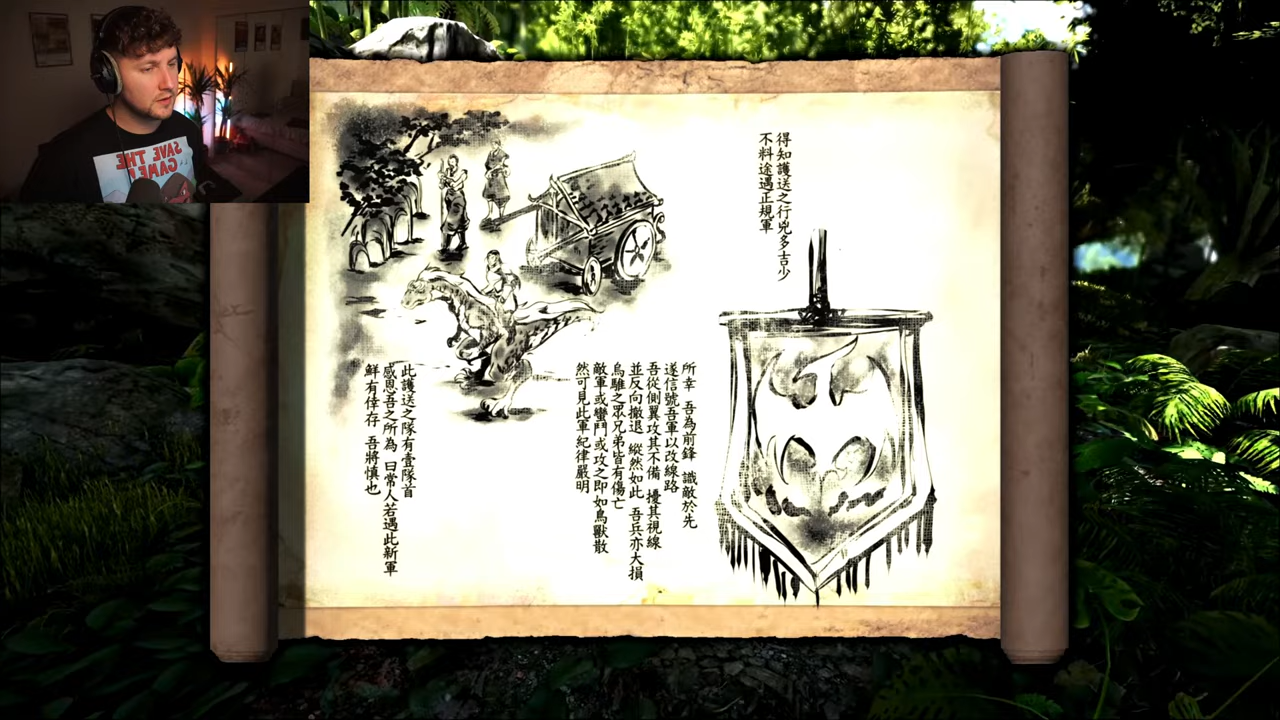 得知護送之行兇多吉少
不料途遇正規軍
所幸 吾為前鋒 識敵於先
遂信號吾軍以改線路
吾從側翼攻其不備 擾其視線
並反向撤退 縱然如此 吾兵亦大損
烏騅之眾兄弟皆有傷亡
敵軍或蠻鬥或攻之即如鳥獸散
然可見此軍紀律嚴明
此護送之隊有壹隊首
感恩吾之所為 曰常人若遇此新軍
鮮有倖存 吾將慎也
SAVE THE
GAME